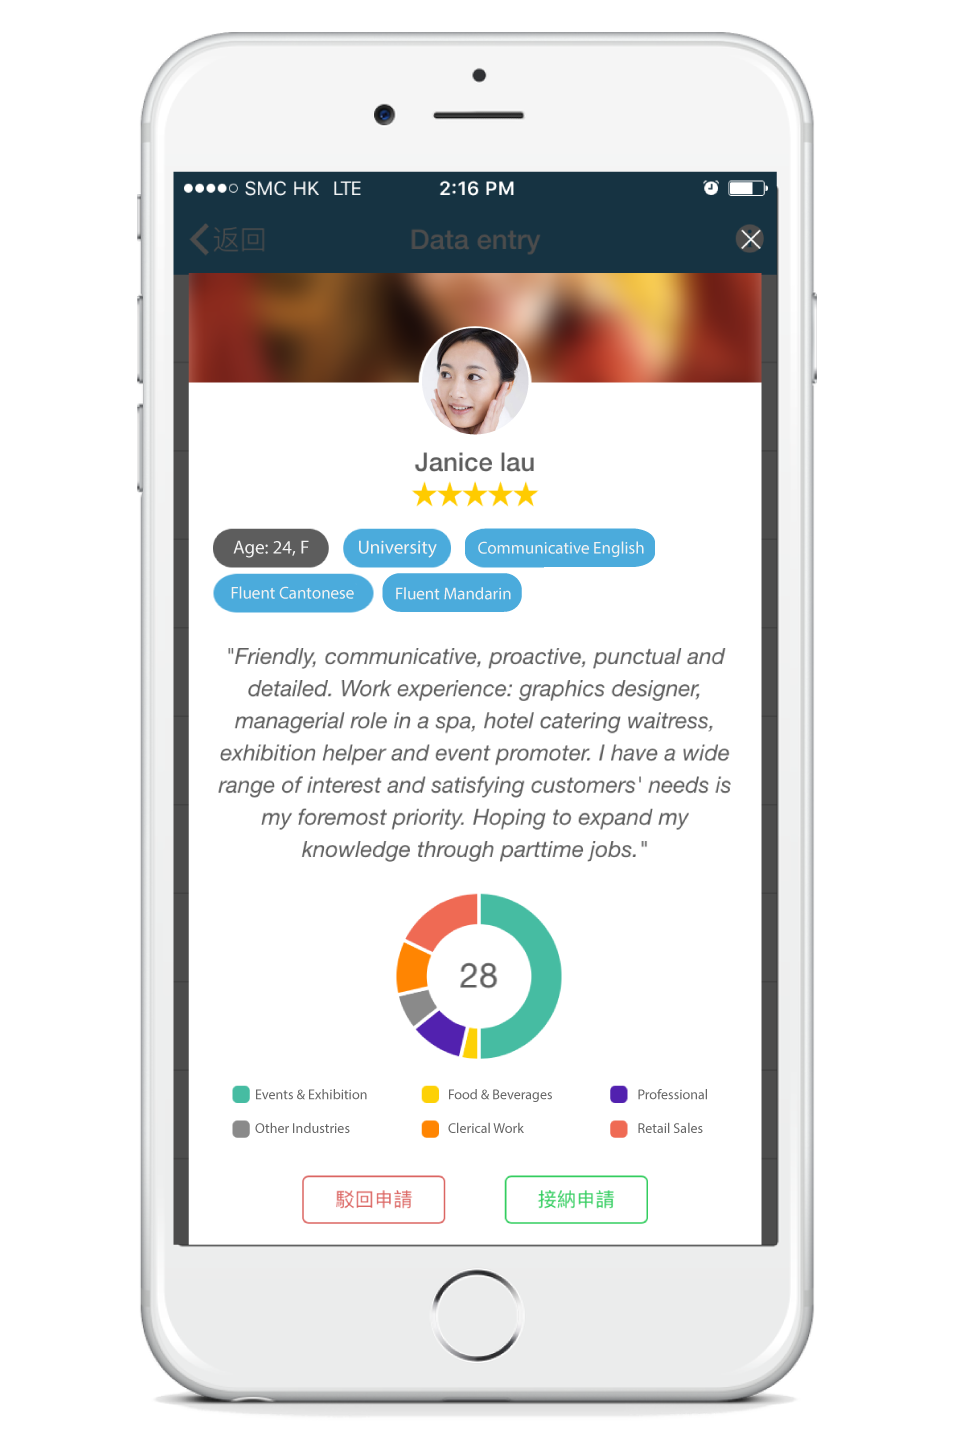 SMC HK LTE 2:16 PM
返回 Data entry
Janice lau
Age: 24, F University Communicative English
Fluent Cantonese Fluent Mandarin
"Friendly, communicative, proactive, punctual and
detailed. Work experience: graphics designer,
managerial role in a spa, hotel catering waitress,
exhibition helper and event promoter. I have a wide
range of interest and satisfying customers' needs is
my foremost priority. Hoping to expand my
knowledge through parttime jobs."
28
Events & Exhibition Food & Beverages Professional
Other Industries Clerical Work Retail Sales
駁回申請 接納申請